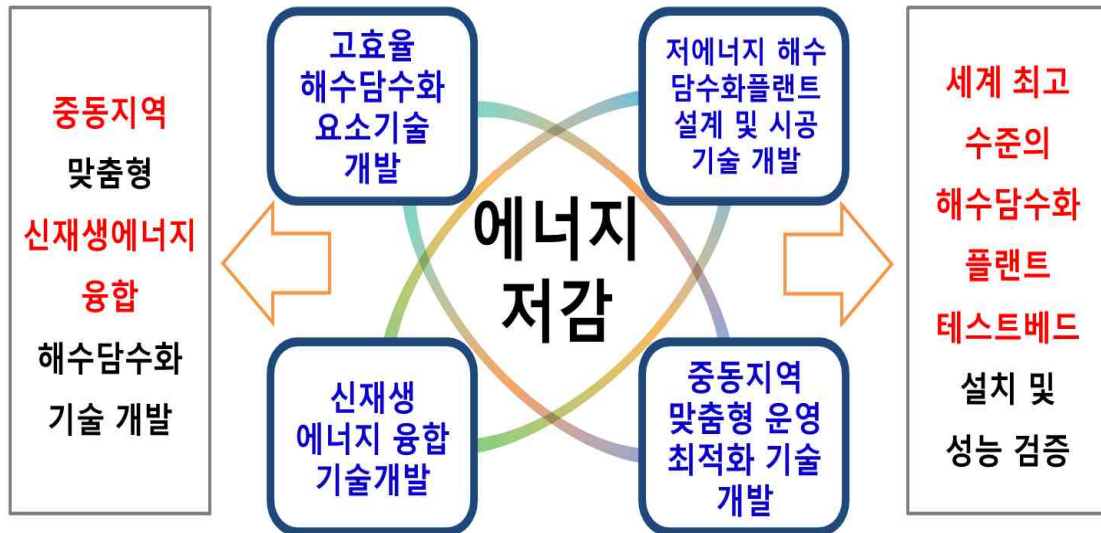 중동지역
맞춤형
신재생에너지
융합
해수담수화
기술 개발
고효율
해수담수화
요소기술
개발
저에너지 해수
담수화플랜트
설계 및 시공
기술 개발
에너지
저감
신재생
에너지 융합
기술개발
중동지역
맞춤형 운영
최적화 기술
개발
세계 최고
수준의
해수담수화
플랜트
테스트베드
설치 및
성능 검증